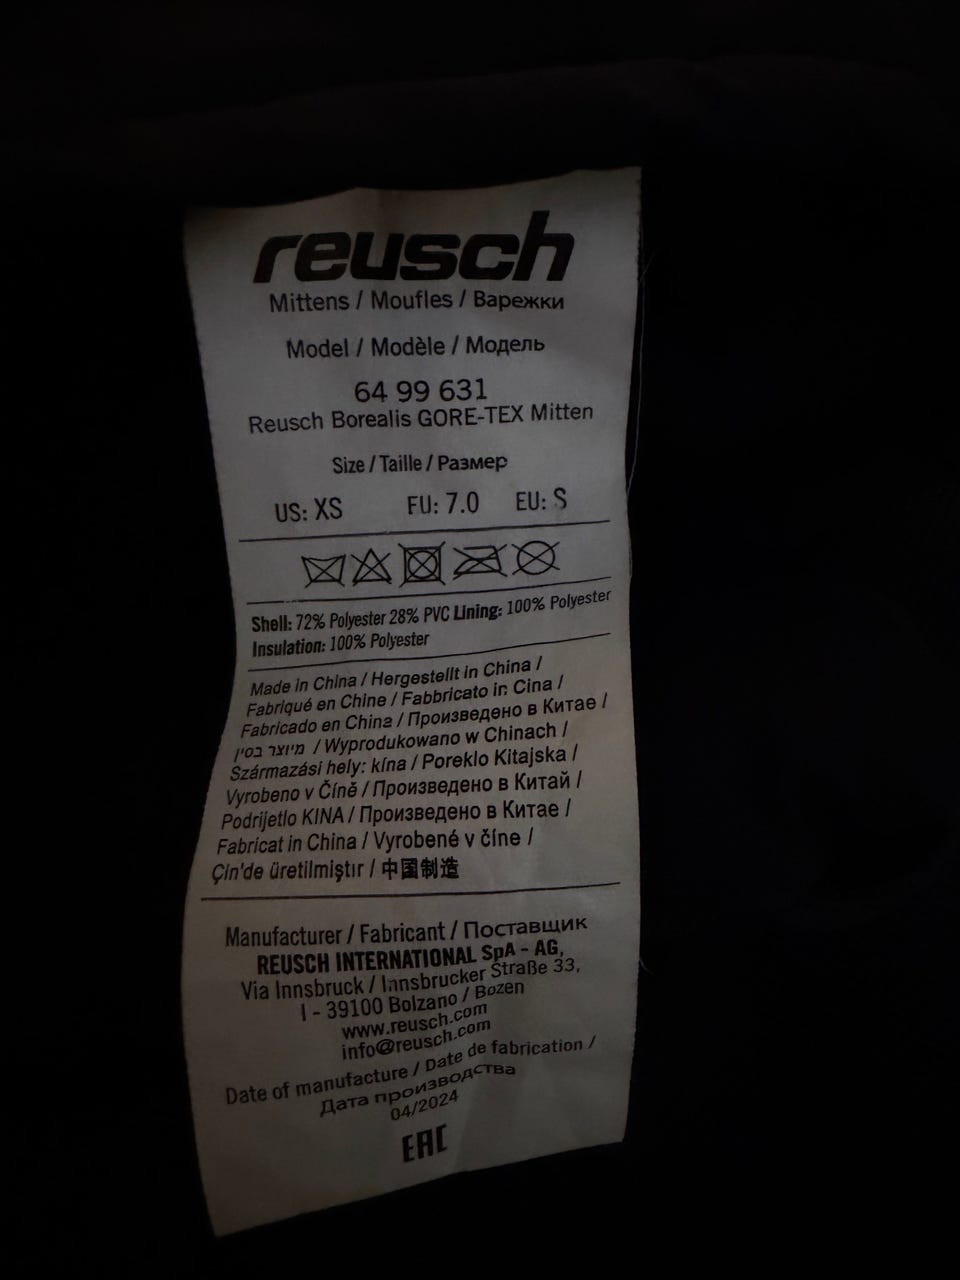 reusch
Mittens / Moufles / Варежки
Model / Modèle / Модель
64 99 631
Reusch Borealis GORE-TEX Mitten
Size / Taille / Размер
US: XS FU: 7.0 EU: S
Shell: 72% Polyester 28% PVC Lining: 100% Polyester
Insulation: 100% Polyester
Made in China / Hergestellt in China /
Fabriqué en Chine / Fabbricato in Cina /
Fabricado en China / Произведено в Китае /
מיוצר בסין / Wyprodukowano w Chinach /
Származási hely: kína / Poreklo Kitajska /
Vyrobeno v Číně / Произведено в Китай /
Podrijetlo KINA / Произведено в Китае /
Fabricat in China / Vyrobené v číne /
Çin'de üretilmiştir / 中国制造
Manufacturer / Fabricant / Поставщик
REUSCH INTERNATIONAL SpA - AG,
Via Innsbruck / Innsbrucker Straße 33,
I - 39100 Bolzano / Bozen
www.reusch.com
info@reusch.com
Date of manufacture / Date de fabrication /
Дата производства
04/2024
EAC